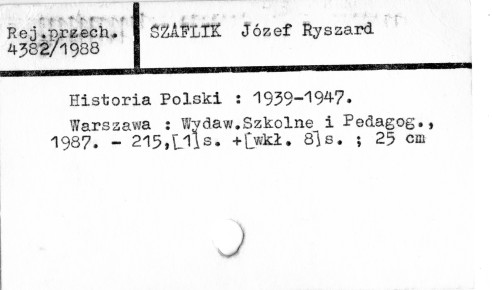 Rej.przech.
4382/1988
SZAFLIK Józef Ryszard
Historia Polski : 1939-1947.
Warszawa : Wydaw.Szkolne i Pedagog.,
1987. - 215,[1]s. +[wkł. 8]s. ; 25 cm